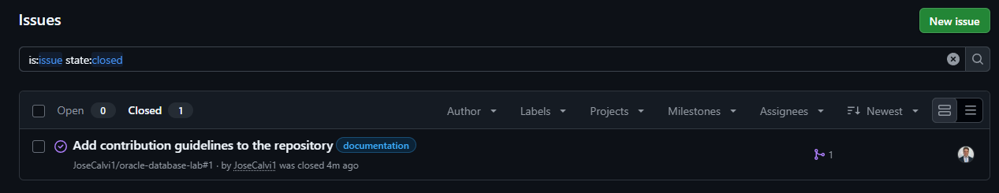 Issues
New issue
is:issue state:closed
Open 0 Closed 1 Author Labels Projects Milestones Assignees Newest
Add contribution guidelines to the repository documentation
JoseCalvi1/oracle-database-lab#1 · by JoseCalvi1 was closed 4m ago
1